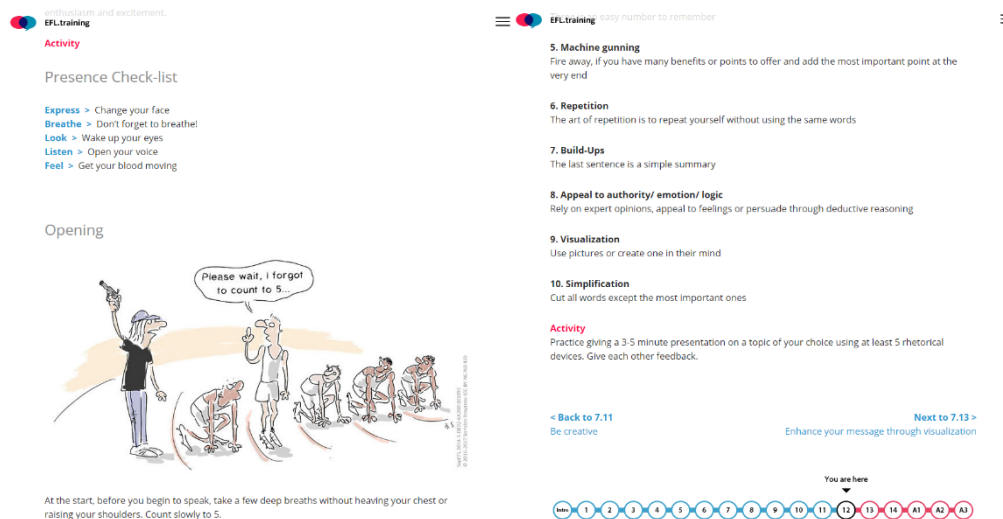 enthusiasm and excitement.
EFL.training
Activity
Presence Check-list
Express > Change your face
Breathe > Don't forget to breathe!
Look > Wake up your eyes
Listen > Open your voice
Feel > Get your blood moving
Opening
Please wait, I forgot
to count to 5...
At the start, before you begin to speak, take a few deep breaths without heaving your chest or
raising your shoulders. Count slowly to 5.
easy number to remember
EFL.training
5. Machine gunning
Fire away, if you have many benefits or points to offer and add the most important point at the
very end
6. Repetition
The art of repetition is to repeat yourself without using the same words
7. Build-Ups
The last sentence is a simple summary
8. Appeal to authority/ emotion/ logic
Rely on expert opinions, appeal to feelings or persuade through deductive reasoning
9. Visualization
Use pictures or create one in their mind
10. Simplification
Cut all words except the most important ones
Activity
Practice giving a 3-5 minute presentation on a topic of your choice using at least 5 rhetorical
devices. Give each other feedback.
< Back to 7.11
Be creative
Next to 7.13 >
Enhance your message through visualization
You are here
Intro 1 2 3 4 5 6 7 8 9 10 11 12 13 14 A1 A2 A3